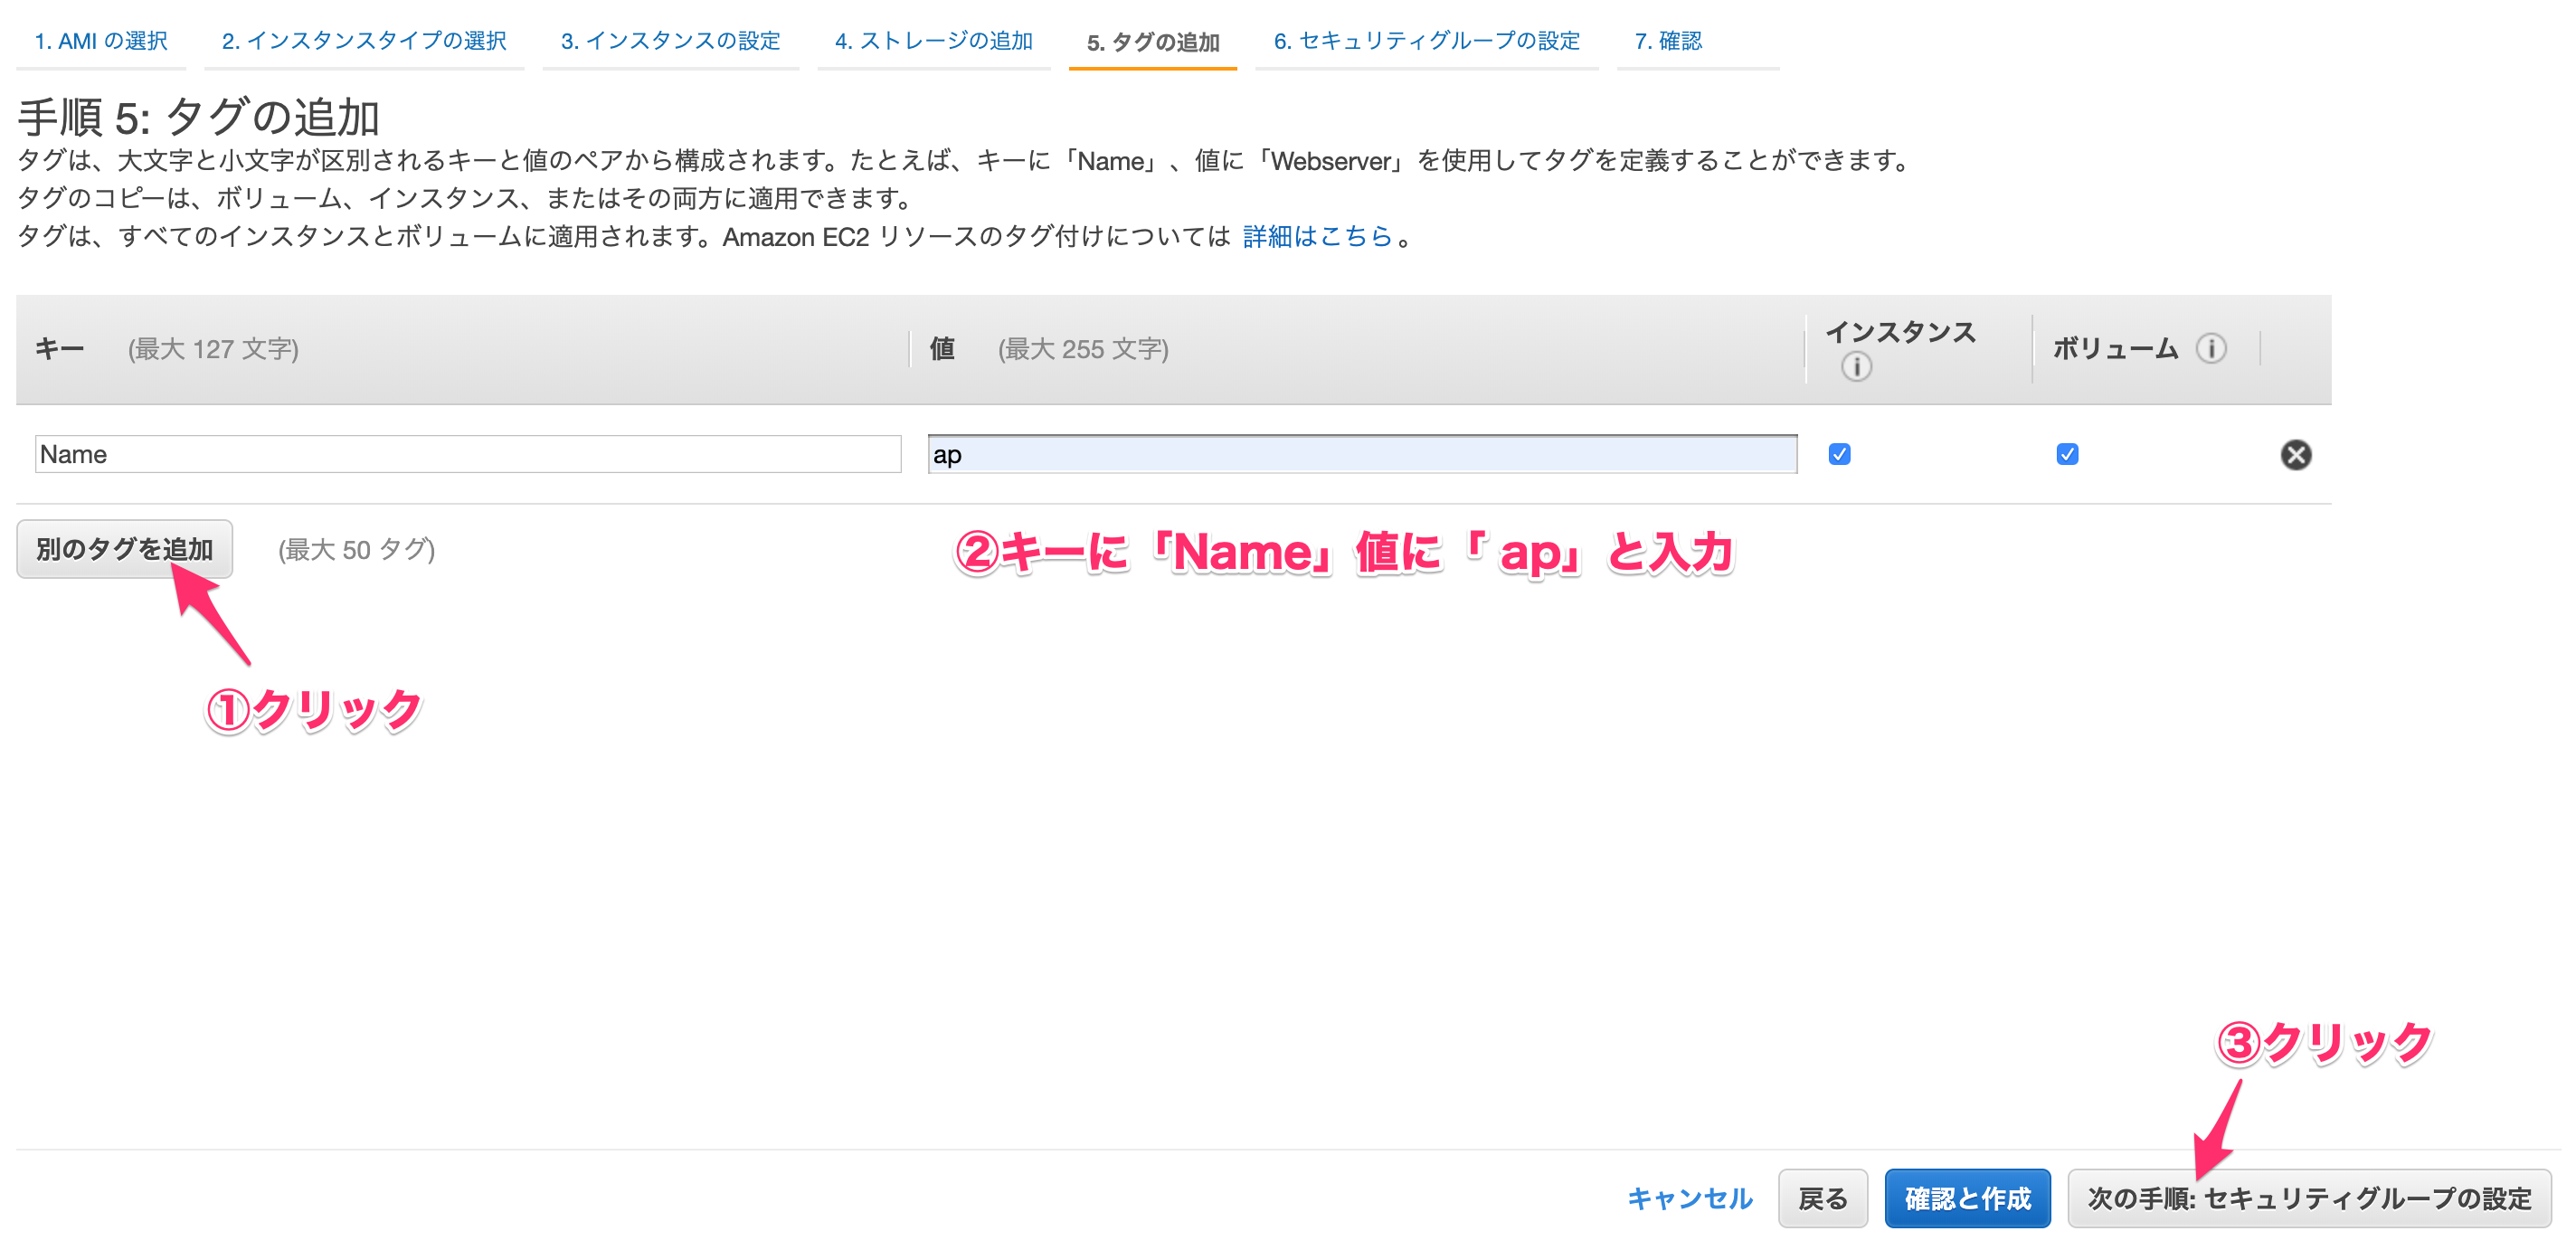 1. AMI の選択 2. インスタンスタイプの選択 3. インスタンスの設定 4. ストレージの追加 5. タグの追加 6. セキュリティグループの設定 7. 確認
手順 5: タグの追加
タグは、大文字と小文字が区別されるキーと値のペアから構成されます。たとえば、キーに「Name」、値に「Webserver」を使用してタグを定義することができます。
タグのコピーは、ボリューム、インスタンス、またはその両方に適用できます。
タグは、すべてのインスタンスとボリュームに適用されます。Amazon EC2 リソースのタグ付けについては 詳細はこちら 。
キー (最大 127 文字) 値 (最大 255 文字) インスタンス ボリューム
Name ap
別のタグを追加 (最大 50 タグ) ②キーに「Name」値に「 ap」と入力
①クリック
③クリック
キャンセル 戻る 確認と作成 次の手順: セキュリティグループの設定